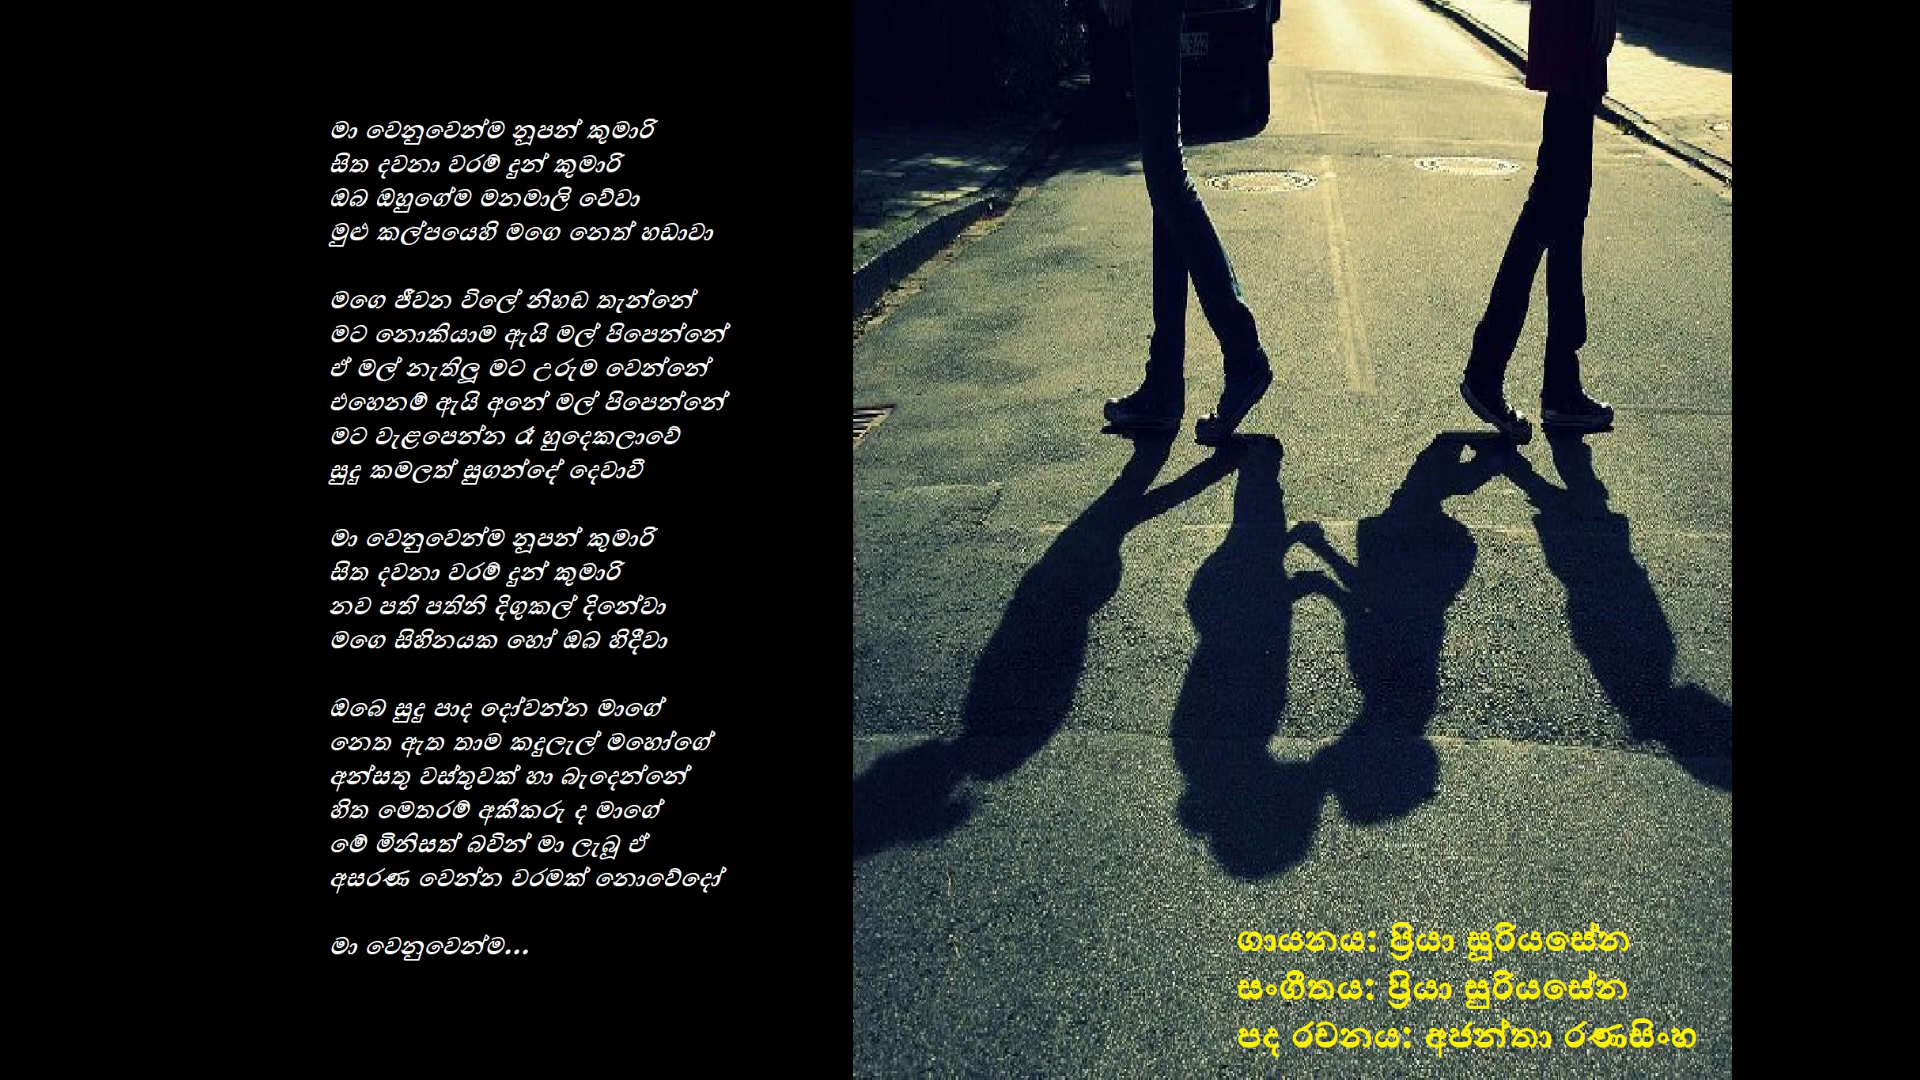 මා වෙනුවෙන්ම නූපන් කුමාරි
සිත දවනා වරම් දුන් කුමාරි
ඔබ ඔහුගේම මනමාලි වේවා
මුළු කල්පයෙහි මගෙ නෙත් හඩාවා
මගෙ ජීවන විලේ නිහඬ තැන්නේ
මට නොකියාම ඇයි මල් පිපෙන්නේ
ඒ මල් නැතිලූ මට උරුම වෙන්නේ
එහෙනම් ඇයි අනේ මල් පිපෙන්නේ
මට වැළපෙන්න රෑ හුදෙකලාවේ
සුදු කමලත් සුගන්දේ දෙවාවී
මා වෙනුවෙන්ම නූපන් කුමාරි
සිත දවනා වරම් දුන් කුමාරි
නව පති පතිනි දිගුකල් දිනේවා
මගෙ සිහිනයක හෝ ඔබ හිදීවා
ඔබෙ සුදු පාද දෝවන්න මාගේ
නෙත ඇත තාම කදුලැල් මහෝගේ
අන්සතු වස්තුවක් හා බැදෙන්නේ
හිත මෙතරම් අකීකරු ද මාගේ
මේ මිනිසත් බවින් මා ලැබූ ඒ
අසරණ වෙන්න වරමක් නොවේදෝ
මා වෙනුවෙන්ම...
ගායනය: ප්‍රියා සූරියසේන
සංගීතය: ප්‍රියා සුරියසේන
පද රචනය: අජන්තා රණසිංහ